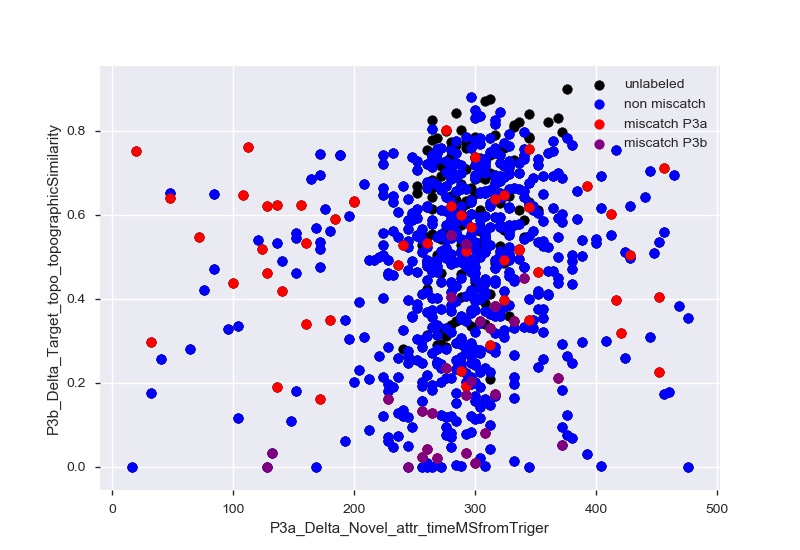 unlabeled
non miscatch
miscatch P3a
miscatch P3b
0.8
0.6
0.4
0.2
0.0
P3b_Delta_Target_topo_topographicSimilarity
0
100
200
300
400
500
P3a_Delta_Novel_attr_timeMSfromTriger